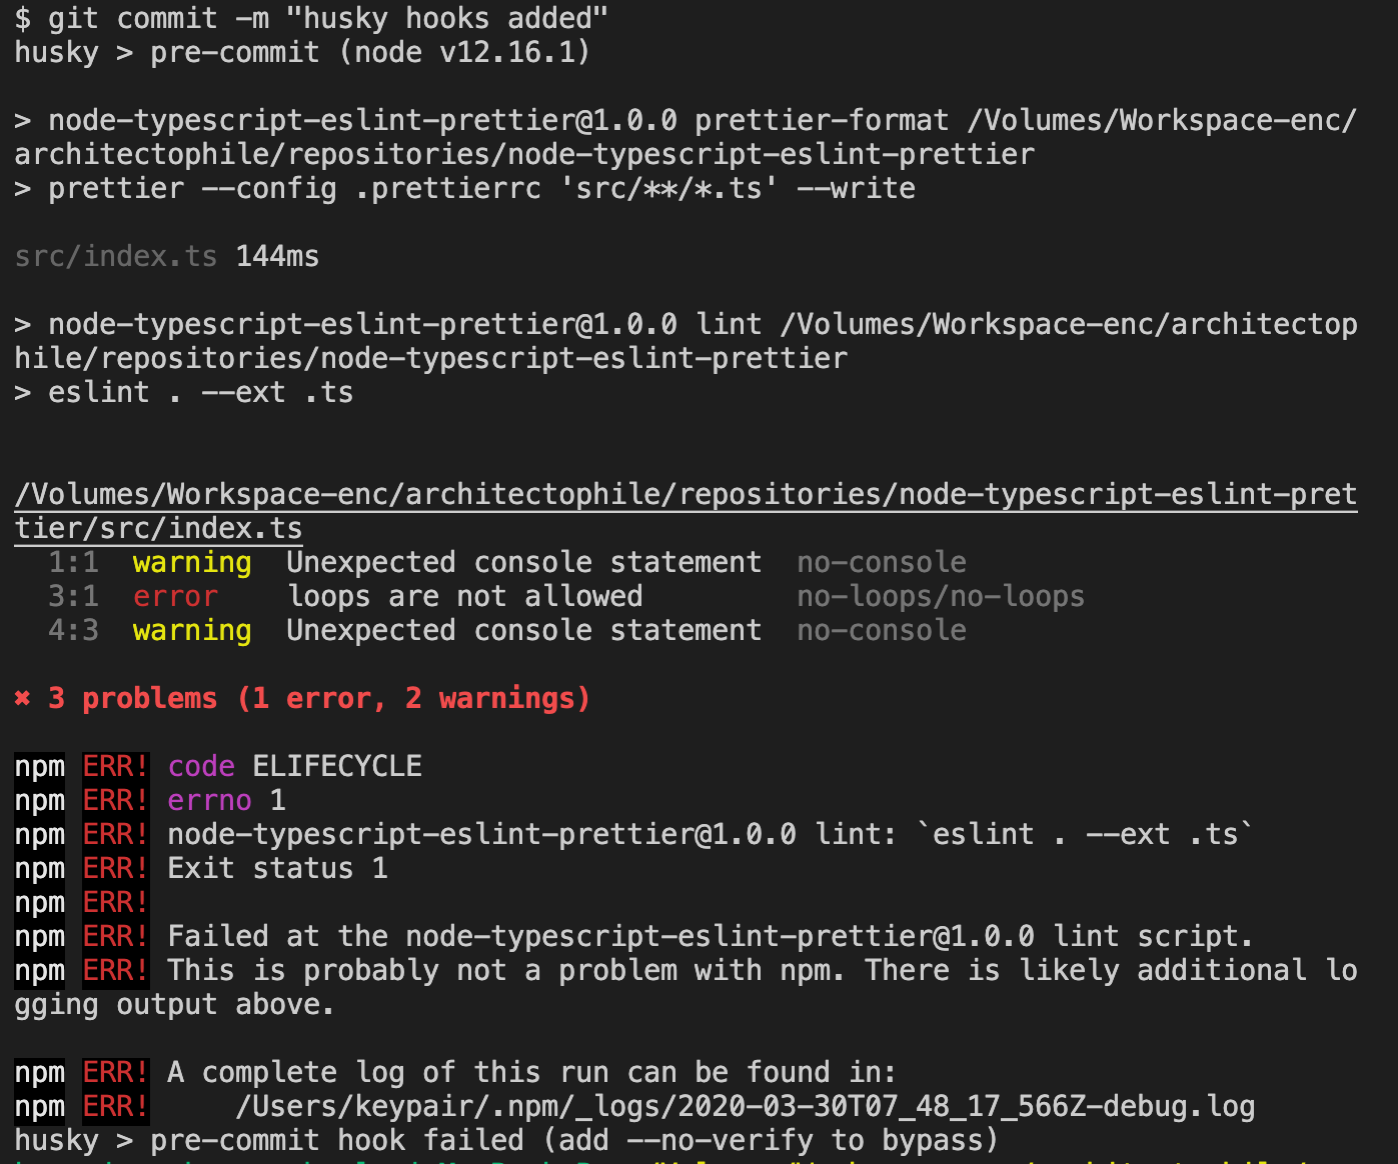 $ git commit -m "husky hooks added"
husky > pre-commit (node v12.16.1)
> node-typescript-eslint-prettier@1.0.0 prettier-format /Volumes/Workspace-enc/
architectophile/repositories/node-typescript-eslint-prettier
> prettier --config .prettierrc 'src/**/*.ts' --write
src/index.ts 144ms
> node-typescript-eslint-prettier@1.0.0 lint /Volumes/Workspace-enc/architectop
hile/repositories/node-typescript-eslint-prettier
> eslint . --ext .ts
/Volumes/Workspace-enc/architectophile/repositories/node-typescript-eslint-pret
tier/src/index.ts
1:1 warning Unexpected console statement no-console
3:1 error loops are not allowed no-loops/no-loops
4:3 warning Unexpected console statement no-console
✖ 3 problems (1 error, 2 warnings)
npm ERR! code ELIFECYCLE
npm ERR! errno 1
npm ERR! node-typescript-eslint-prettier@1.0.0 lint: `eslint . --ext .ts`
npm ERR! Exit status 1
npm ERR!
npm ERR! Failed at the node-typescript-eslint-prettier@1.0.0 lint script.
npm ERR! This is probably not a problem with npm. There is likely additional lo
gging output above.
npm ERR! A complete log of this run can be found in:
npm ERR! /Users/keypair/.npm/_logs/2020-03-30T07_48_17_566Z-debug.log
husky > pre-commit hook failed (add --no-verify to bypass)